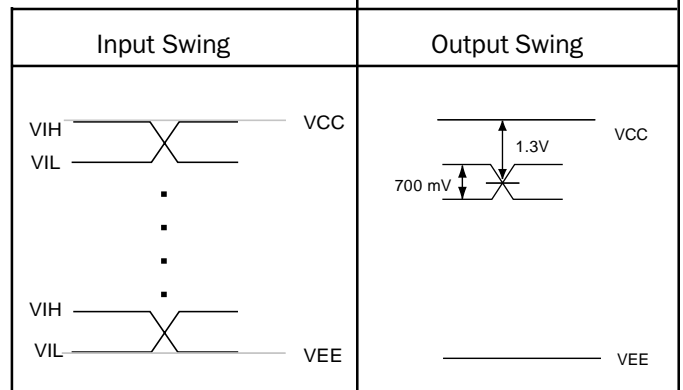 Input Swing
Output Swing
VIH
VCC
VIL
VIH
VIL
VEE
VCC
1.3V
700 mV
VEE